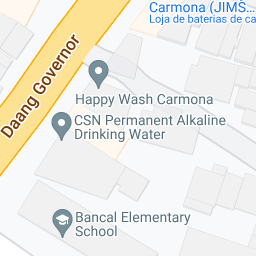 Carmona (JIMS...
Loja de baterias de ca
Daang Governor
Happy Wash Carmona
CSN Permanent Alkaline
Drinking Water
Bancal Elementary
School